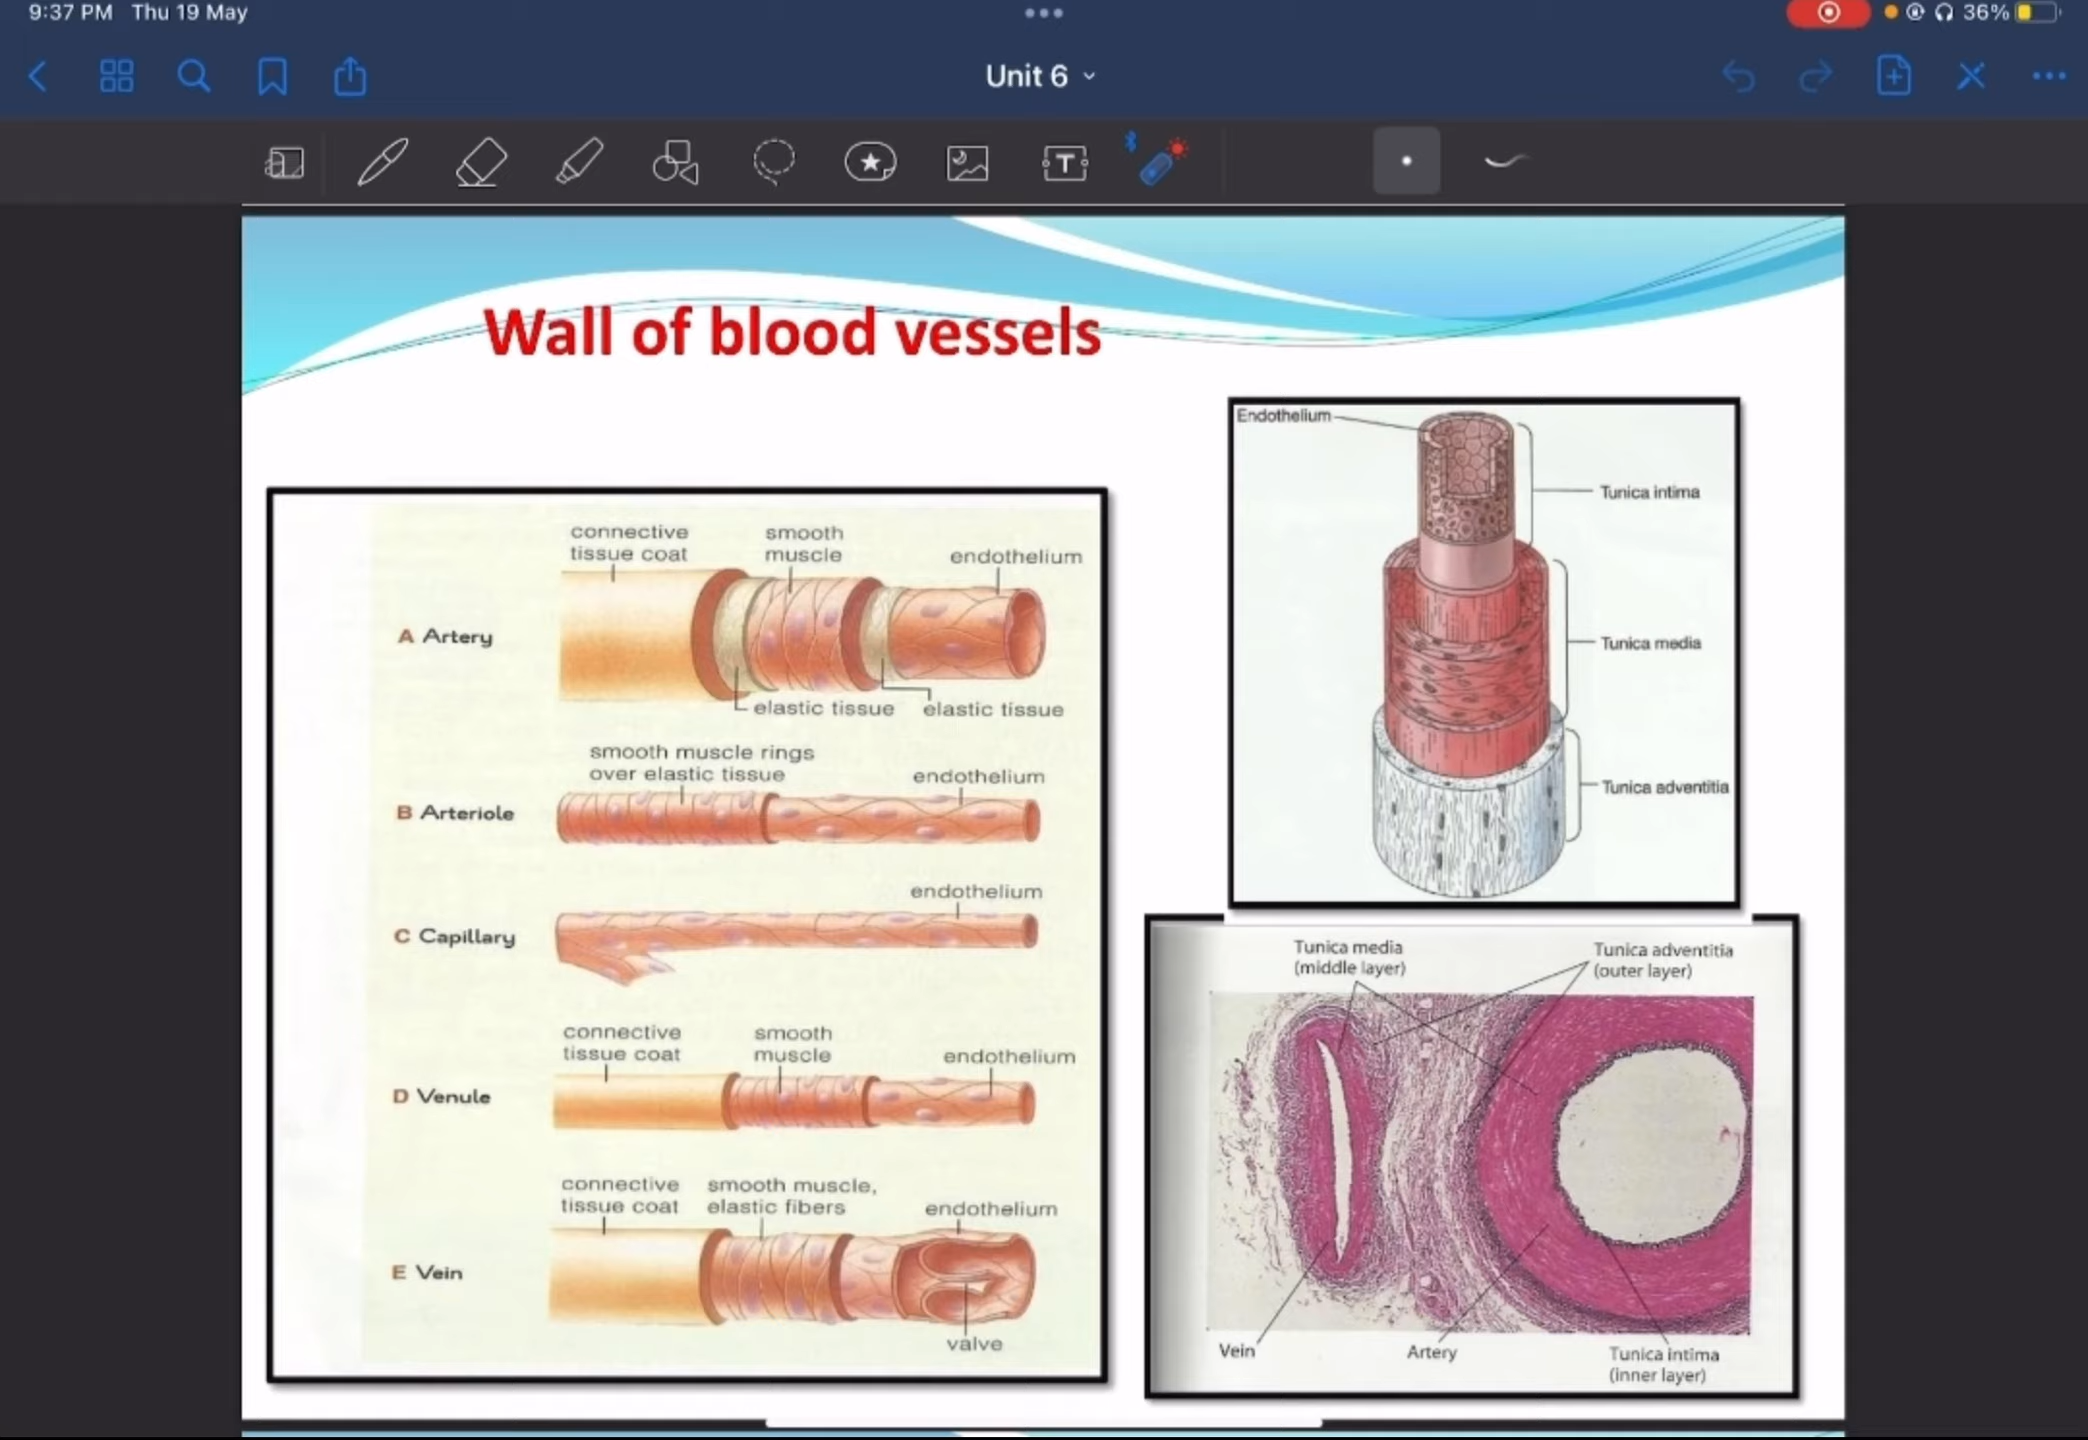 9:37 PM Thu 19 May
36%
Unit 6
Wall of blood vessels
connective
tissue coat
smooth
muscle
endothelium
A Artery
elastic tissue
elastic tissue
smooth muscle rings
over elastic tissue
endothelium
B Arteriole
endothelium
C Capillary
connective
tissue coat
smooth
muscle
endothelium
D Venule
connective
tissue coat
smooth muscle,
elastic fibers
endothelium
E Vein
valve
Endothelium
Tunica intima
Tunica media
Tunica adventitia
Tunica media
(middle layer)
Tunica adventitia
(outer layer)
Vein
Artery
Tunica intima
(inner layer)